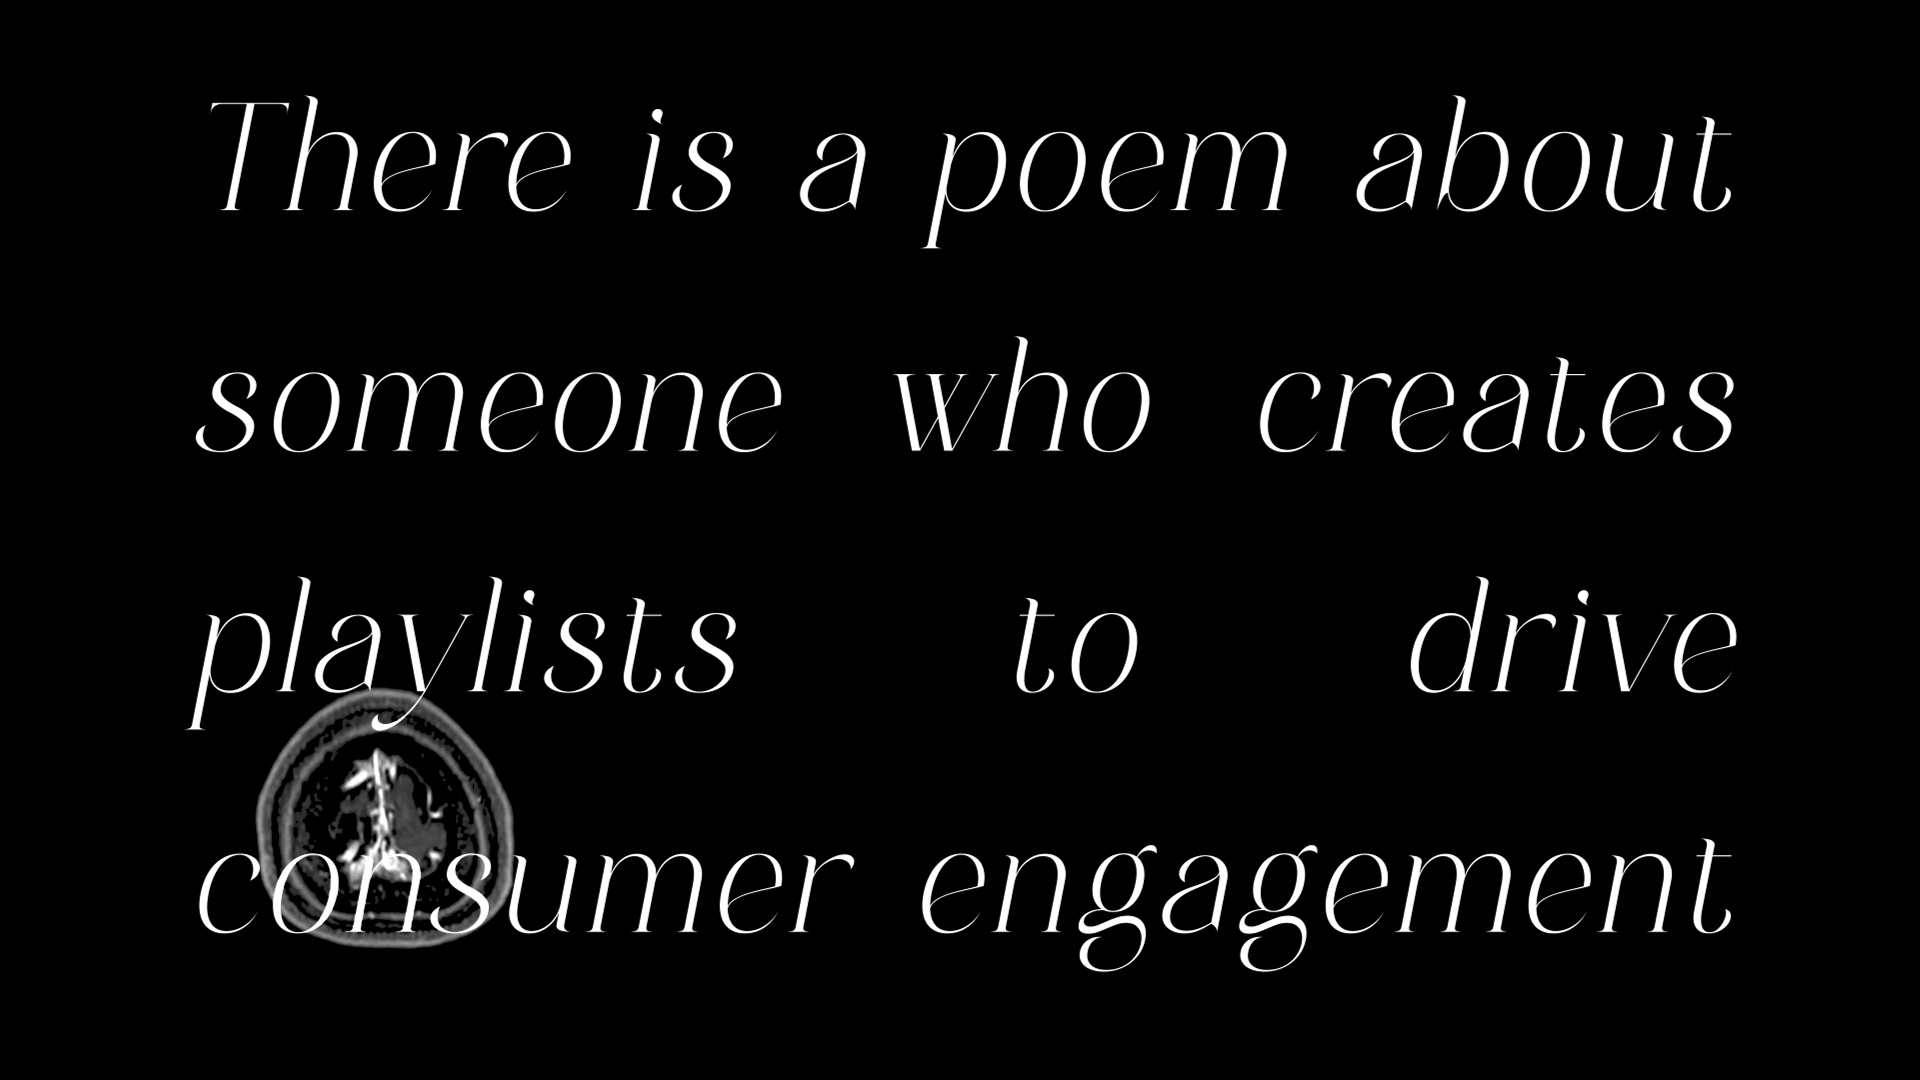 There is a poem about
someone who creates
playlists to drive
consumer engagement